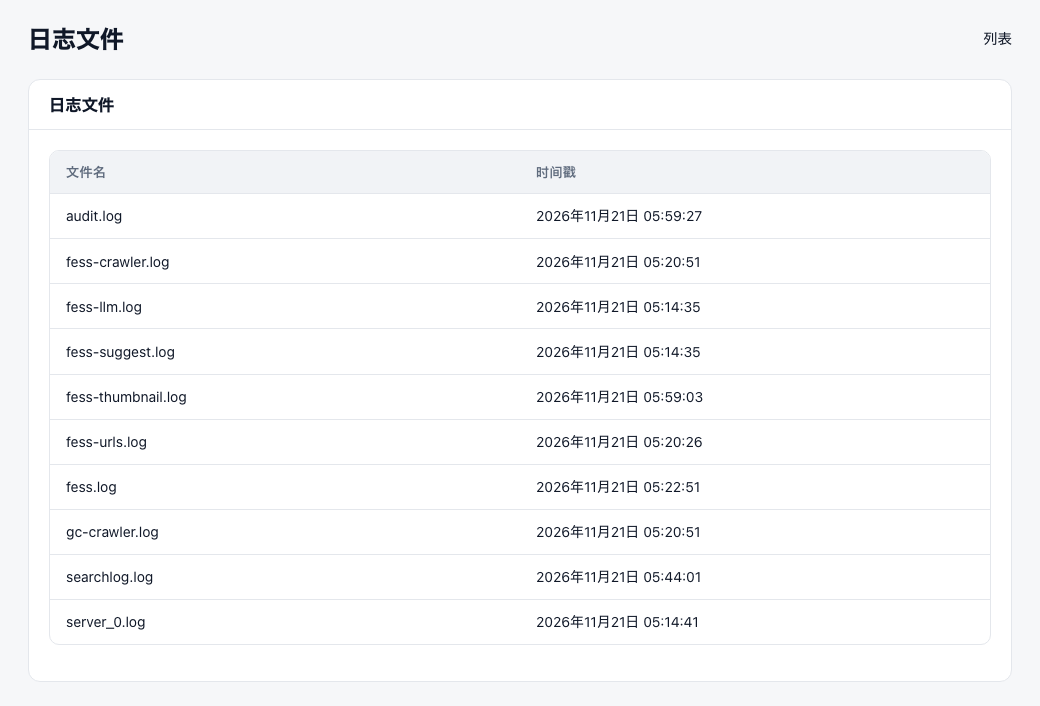 日志文件
列表
日志文件
文件名 时间戳
audit.log 2026年11月21日 05:59:27
fess-crawler.log 2026年11月21日 05:20:51
fess-llm.log 2026年11月21日 05:14:35
fess-suggest.log 2026年11月21日 05:14:35
fess-thumbnail.log 2026年11月21日 05:59:03
fess-urls.log 2026年11月21日 05:20:26
fess.log 2026年11月21日 05:22:51
gc-crawler.log 2026年11月21日 05:20:51
searchlog.log 2026年11月21日 05:44:01
server_0.log 2026年11月21日 05:14:41